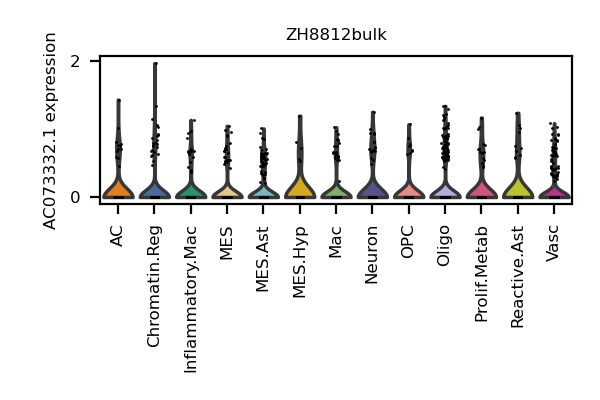 ZH8812bulk
AC073332.1 expression
2
0
AC
Chromatin.Reg
Inflammatory.Mac
MES
MES.Ast
MES.Hyp
Mac
Neuron
OPC
Oligo
Prolif.Metab
Reactive.Ast
Vasc